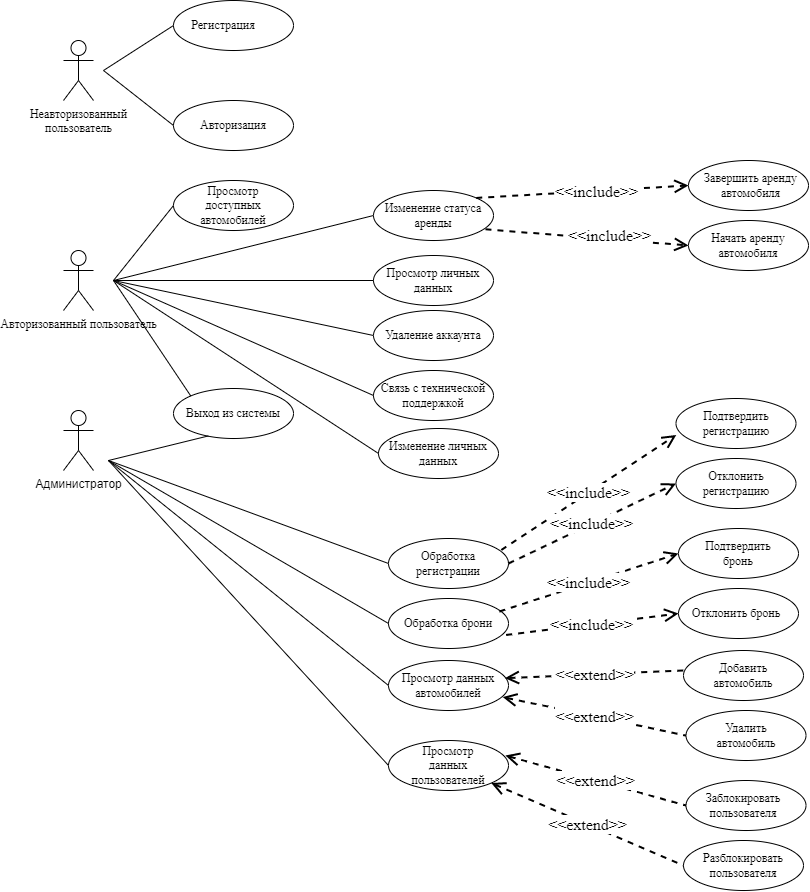 Регистрация
Неавторизованный
пользователь
Авторизация
Просмотр
доступных
автомобилей
Изменение статуса
аренды
<<include>>
Завершить аренду
автомобиля
<<include>>
Начать аренду
автомобиля
Просмотр личных
данных
Авторизованный пользователь
Удаление аккаунта
Связь с технической
поддержкой
Выход из системы
Изменение личных
данных
Администратор
Подтвердить
регистрацию
<<include>>
Отклонить
регистрацию
<<include>>
Обработка
регистрации
Подтвердить
бронь
<<include>>
Обработка брони
Отклонить бронь
<<include>>
Просмотр данных
автомобилей
<<extend>>
Добавить
автомобиль
<<extend>>
Удалить
автомобиль
Просмотр
данных
пользователей
<<extend>>
Заблокировать
пользователя
<<extend>>
Разблокировать
пользователя